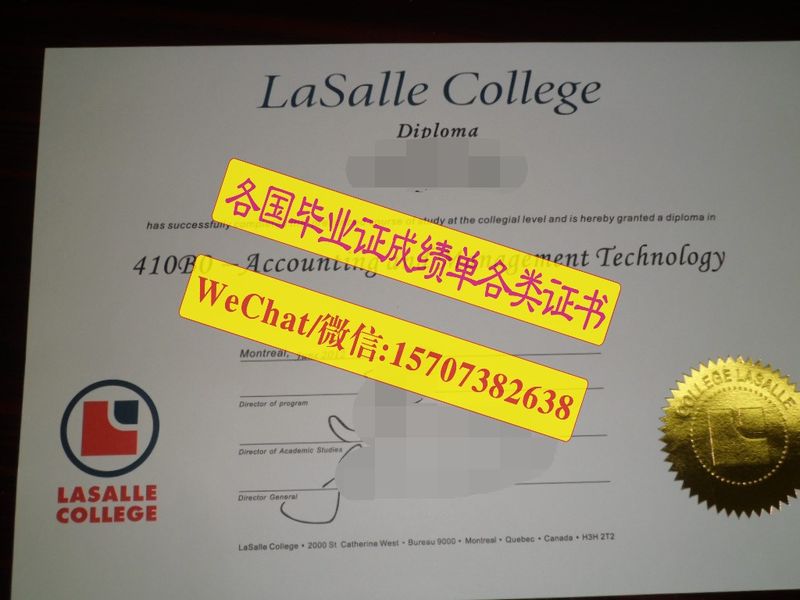 LaSalle College
Diploma
has successfully course of study at the collegial level and is hereby granted a diploma in
410B0 - Accounting and Management Technology
各国毕业证成绩单各类证书
WeChat/微信:15707382638
Montreal,
Director of program
Director of Academic Studies
Director General
LASALLE
COLLEGE
COLLEGE LASALLE
LaSalle College • 2000 St Catherine West • Bureau 9000 • Montreal • Quebec • Canada • H3H 2T2